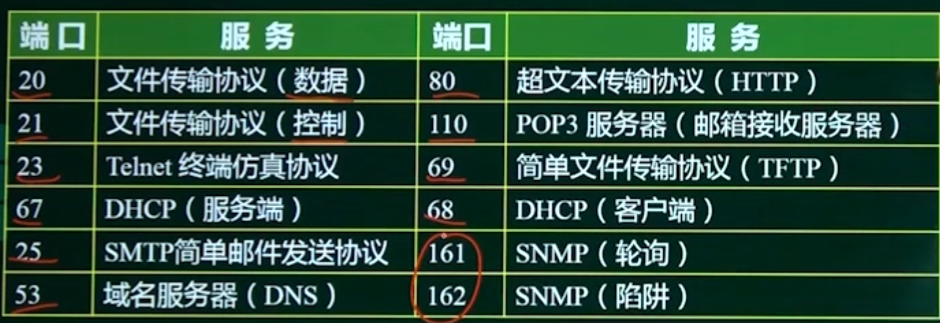 端口 服务 端口 服务
20 文件传输协议（数据） 80 超文本传输协议（HTTP）
21 文件传输协议（控制） 110 POP3 服务器（邮箱接收服务器）
23 Telnet 终端仿真协议 69 简单文件传输协议（TFTP）
67 DHCP（服务端） 68 DHCP（客户端）
25 SMTP简单邮件发送协议 161 SNMP（轮询）
53 域名服务器（DNS） 162 SNMP（陷阱）